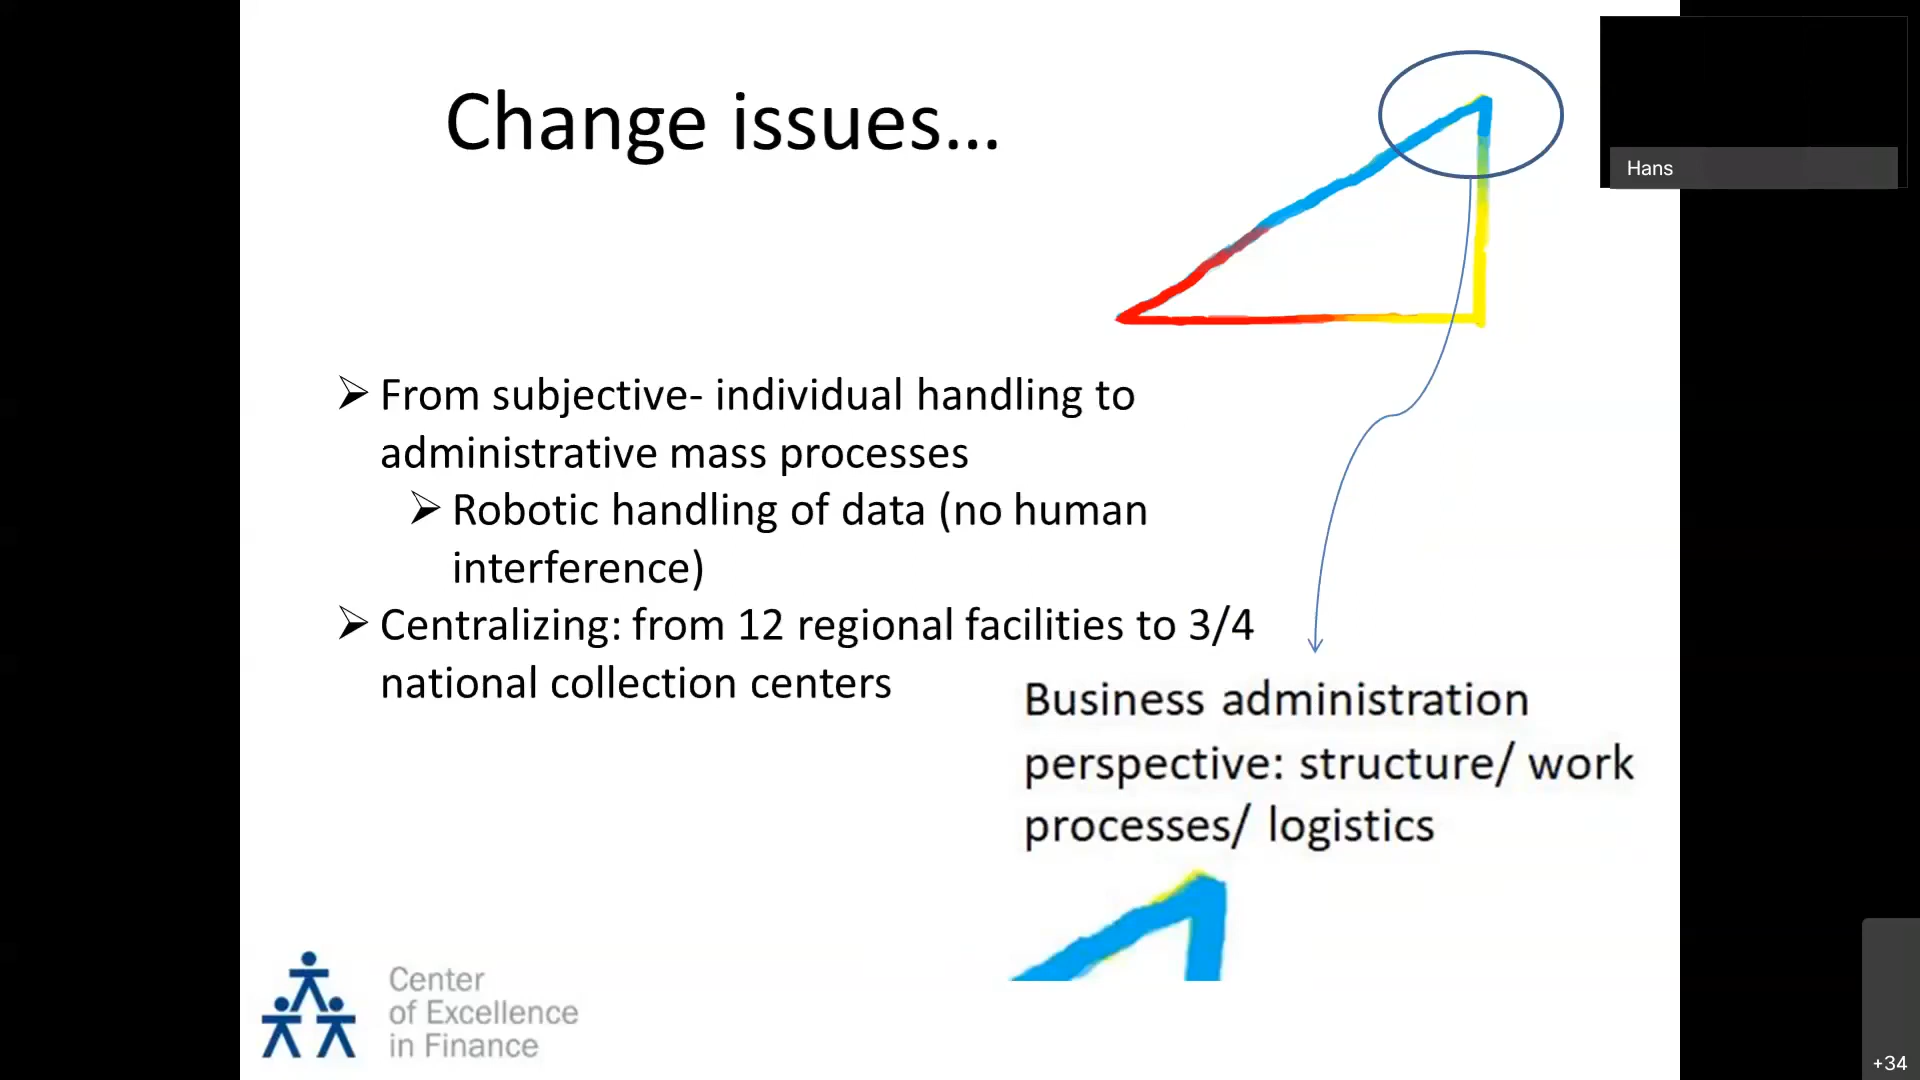 Change issues...
Hans
From subjective- individual handling to
administrative mass processes
Robotic handling of data (no human
interference)
Centralizing: from 12 regional facilities to 3/4
national collection centers
Business administration
perspective: structure/ work
processes/ logistics
Center
of Excellence
in Finance
+34